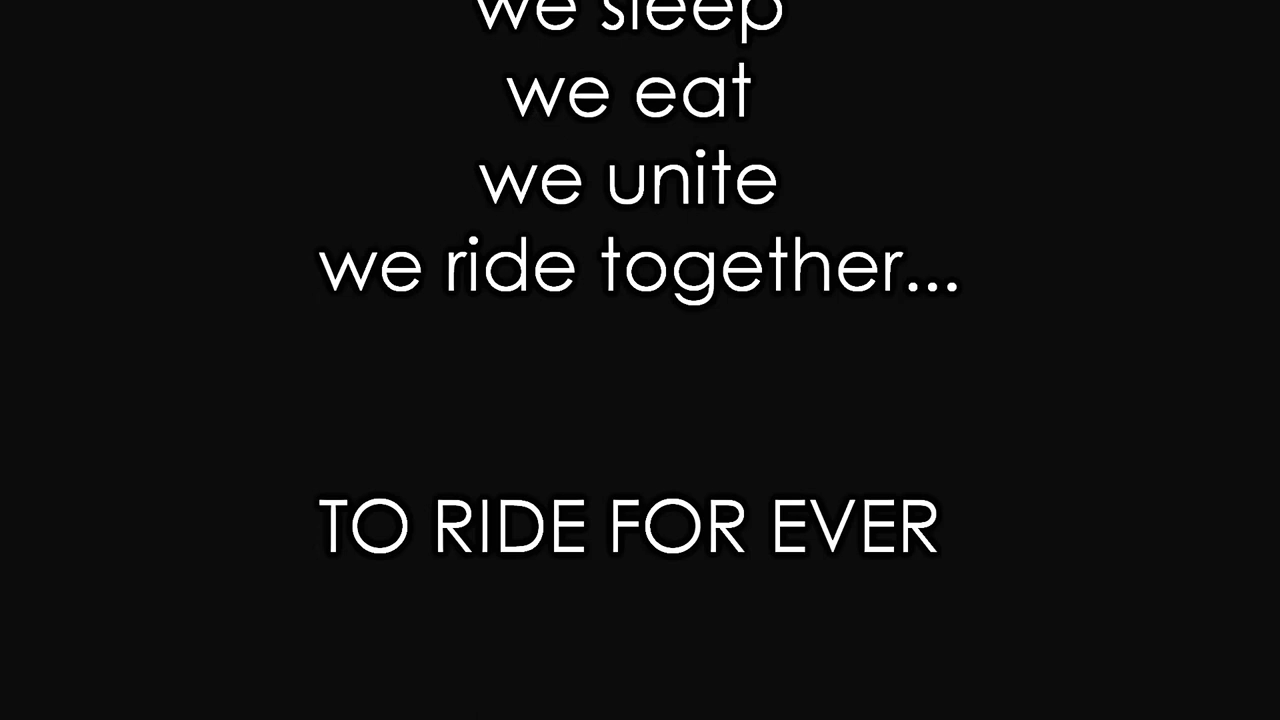 we sleep
we eat
we unite
we ride together...
TO RIDE FOR EVER